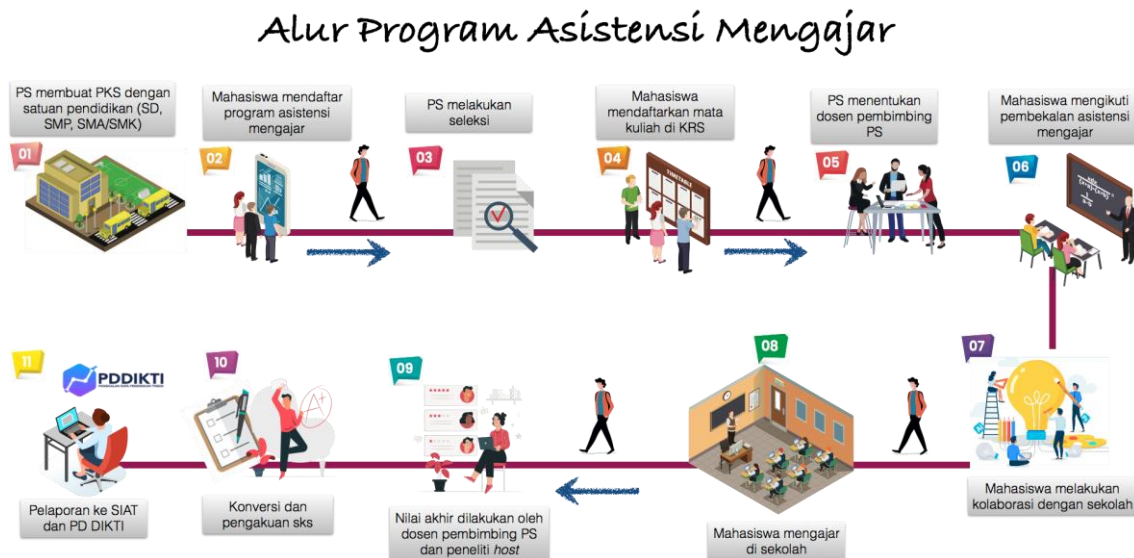 Alur Program Asistensi Mengajar
PS membuat PKS dengan
satuan pendidikan (SD,
SMP, SMA/SMK)
01
Mahasiswa mendaftar
program asistensi
mengajar
02
PS melakukan
seleksi
03
Mahasiswa
mendaftarkan mata
kuliah di KRS
04
TIMETABLE
PS menentukan
dosen pembimbing
PS
05
Mahasiswa mengikuti
pembekalan asistensi
mengajar
06
07
Mahasiswa melakukan
kolaborasi dengan sekolah
08
Mahasiswa mengajar
di sekolah
09
Nilai akhir dilakukan oleh
dosen pembimbing PS
dan peneliti host
10
A+
Konversi dan
pengakuan sks
11
PDDIKTI
Pelaporan ke SIAT
dan PD DIKTI